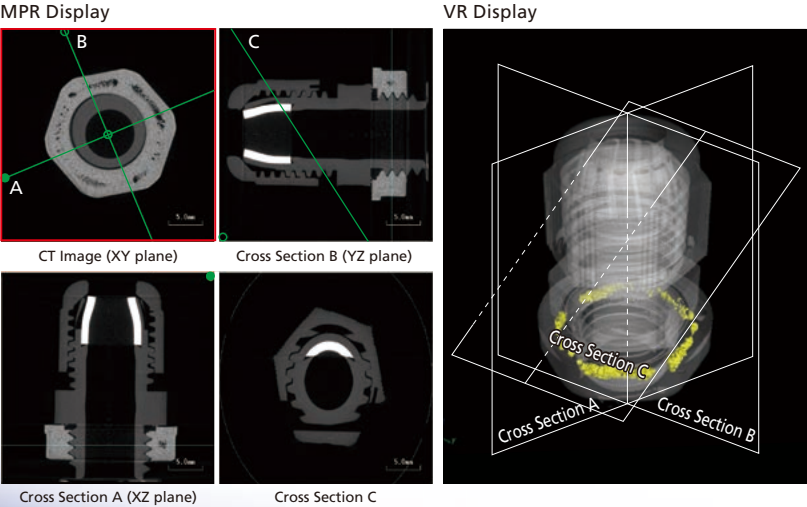 MPR Display
VR Display
B
A
5.0mm
C
5.0mm
CT Image (XY plane)
Cross Section B (YZ plane)
5.0mm
5.0mm
Cross Section A (XZ plane)
Cross Section C
Cross Section C
Cross Section A
Cross Section B